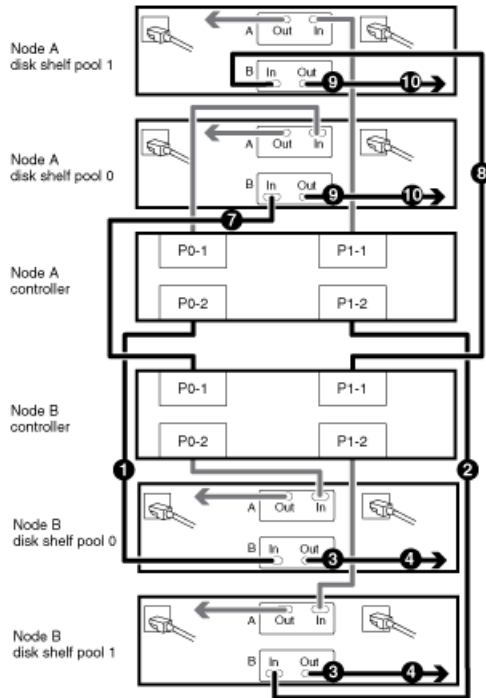 Node A
disk shelf pool 1
A
Out In
B
In Out
9
10
8
Node A
disk shelf pool 0
A
Out In
B
In Out
9
10
7
Node A
controller
P0-1 P1-1
P0-2 P1-2
Node B
controller
P0-1 P1-1
P0-2 P1-2
1
2
Node B
disk shelf pool 0
A
Out In
B
In Out
3
4
Node B
disk shelf pool 1
A
Out In
B
In Out
3
4